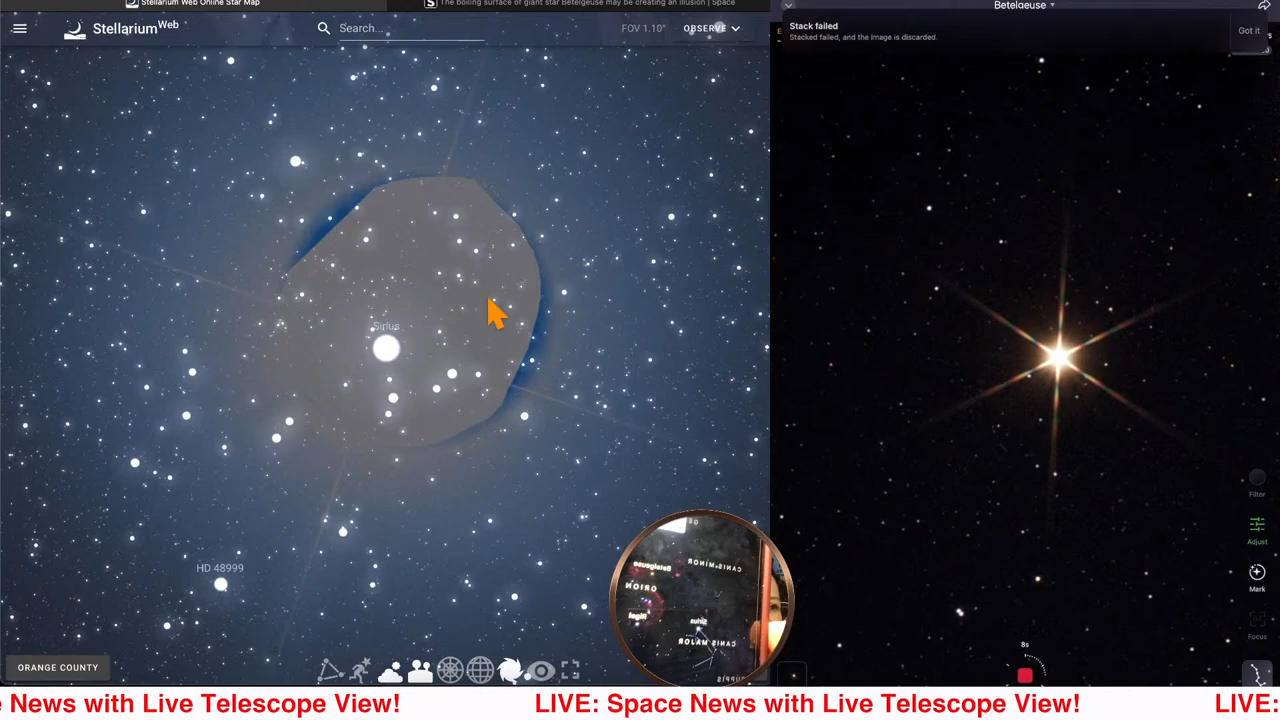 Stellarium Web Online Star Map
The boiling surface of giant star Betelgeuse may be creating an illusion | Space
Betelgeuse
StellariumWeb
Search...
FOV 1.10°
OBSERVE
Stack failed
Stacked failed, and the image is discarded.
Got it
Sirius
HD 48999
ORANGE COUNTY
CANIS MINOR
Betelgeuse
ORION
Rigel
Sirius
CANIS MAJOR
PUPPIS
Filter
Adjust
Mark
Focus
8s
e News with Live Telescope View!
LIVE: Space News with Live Telescope View!
LIVE: